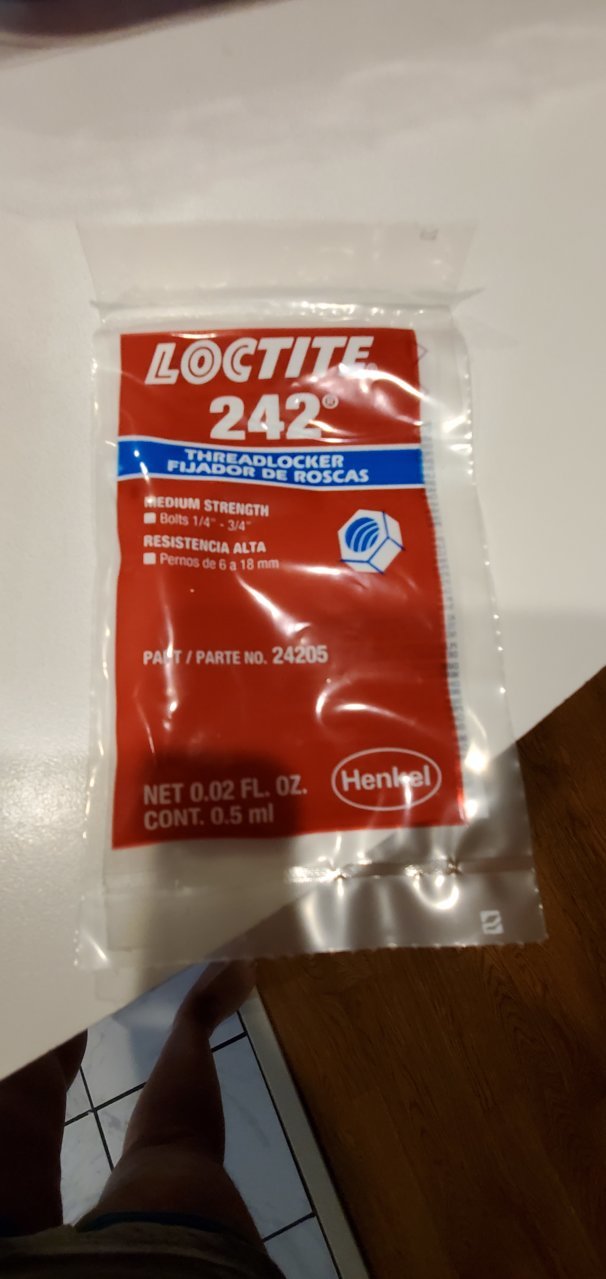 LOCTITE
242®
THREADLOCKER
FIJADOR DE ROSCAS
MEDIUM STRENGTH
Bolts 1/4" - 3/4"
RESISTENCIA ALTA
Pernos de 6 a 18 mm
PART / PARTE NO. 24205
NET 0.02 FL. OZ.
CONT. 0.5 ml
Henkel